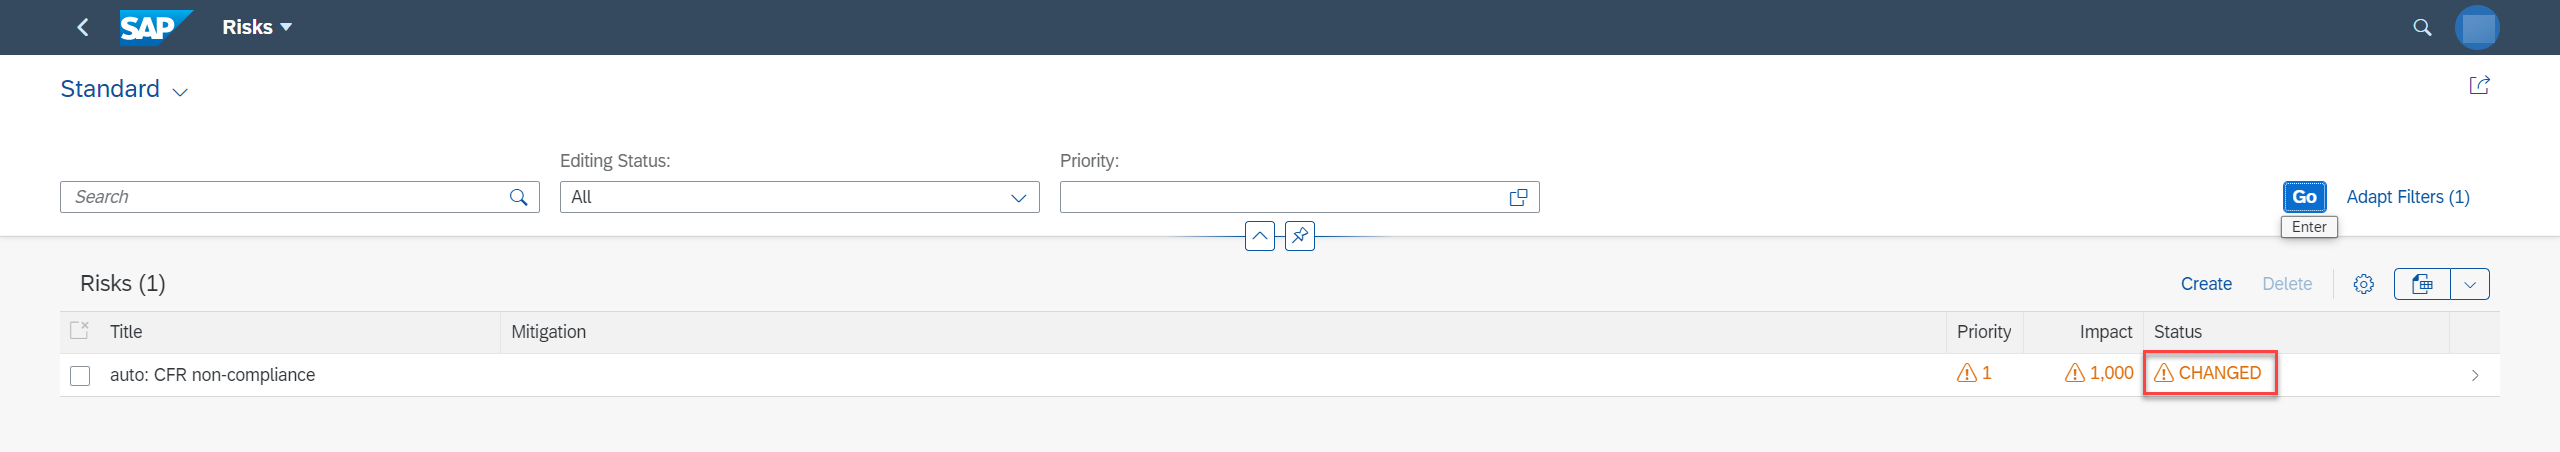 SAP Risks
Standard
Editing Status: Priority:
Search All Go Adapt Filters (1)
Enter
Risks (1) Create Delete
Title Mitigation Priority Impact Status
auto: CFR non-compliance 1 1,000 CHANGED